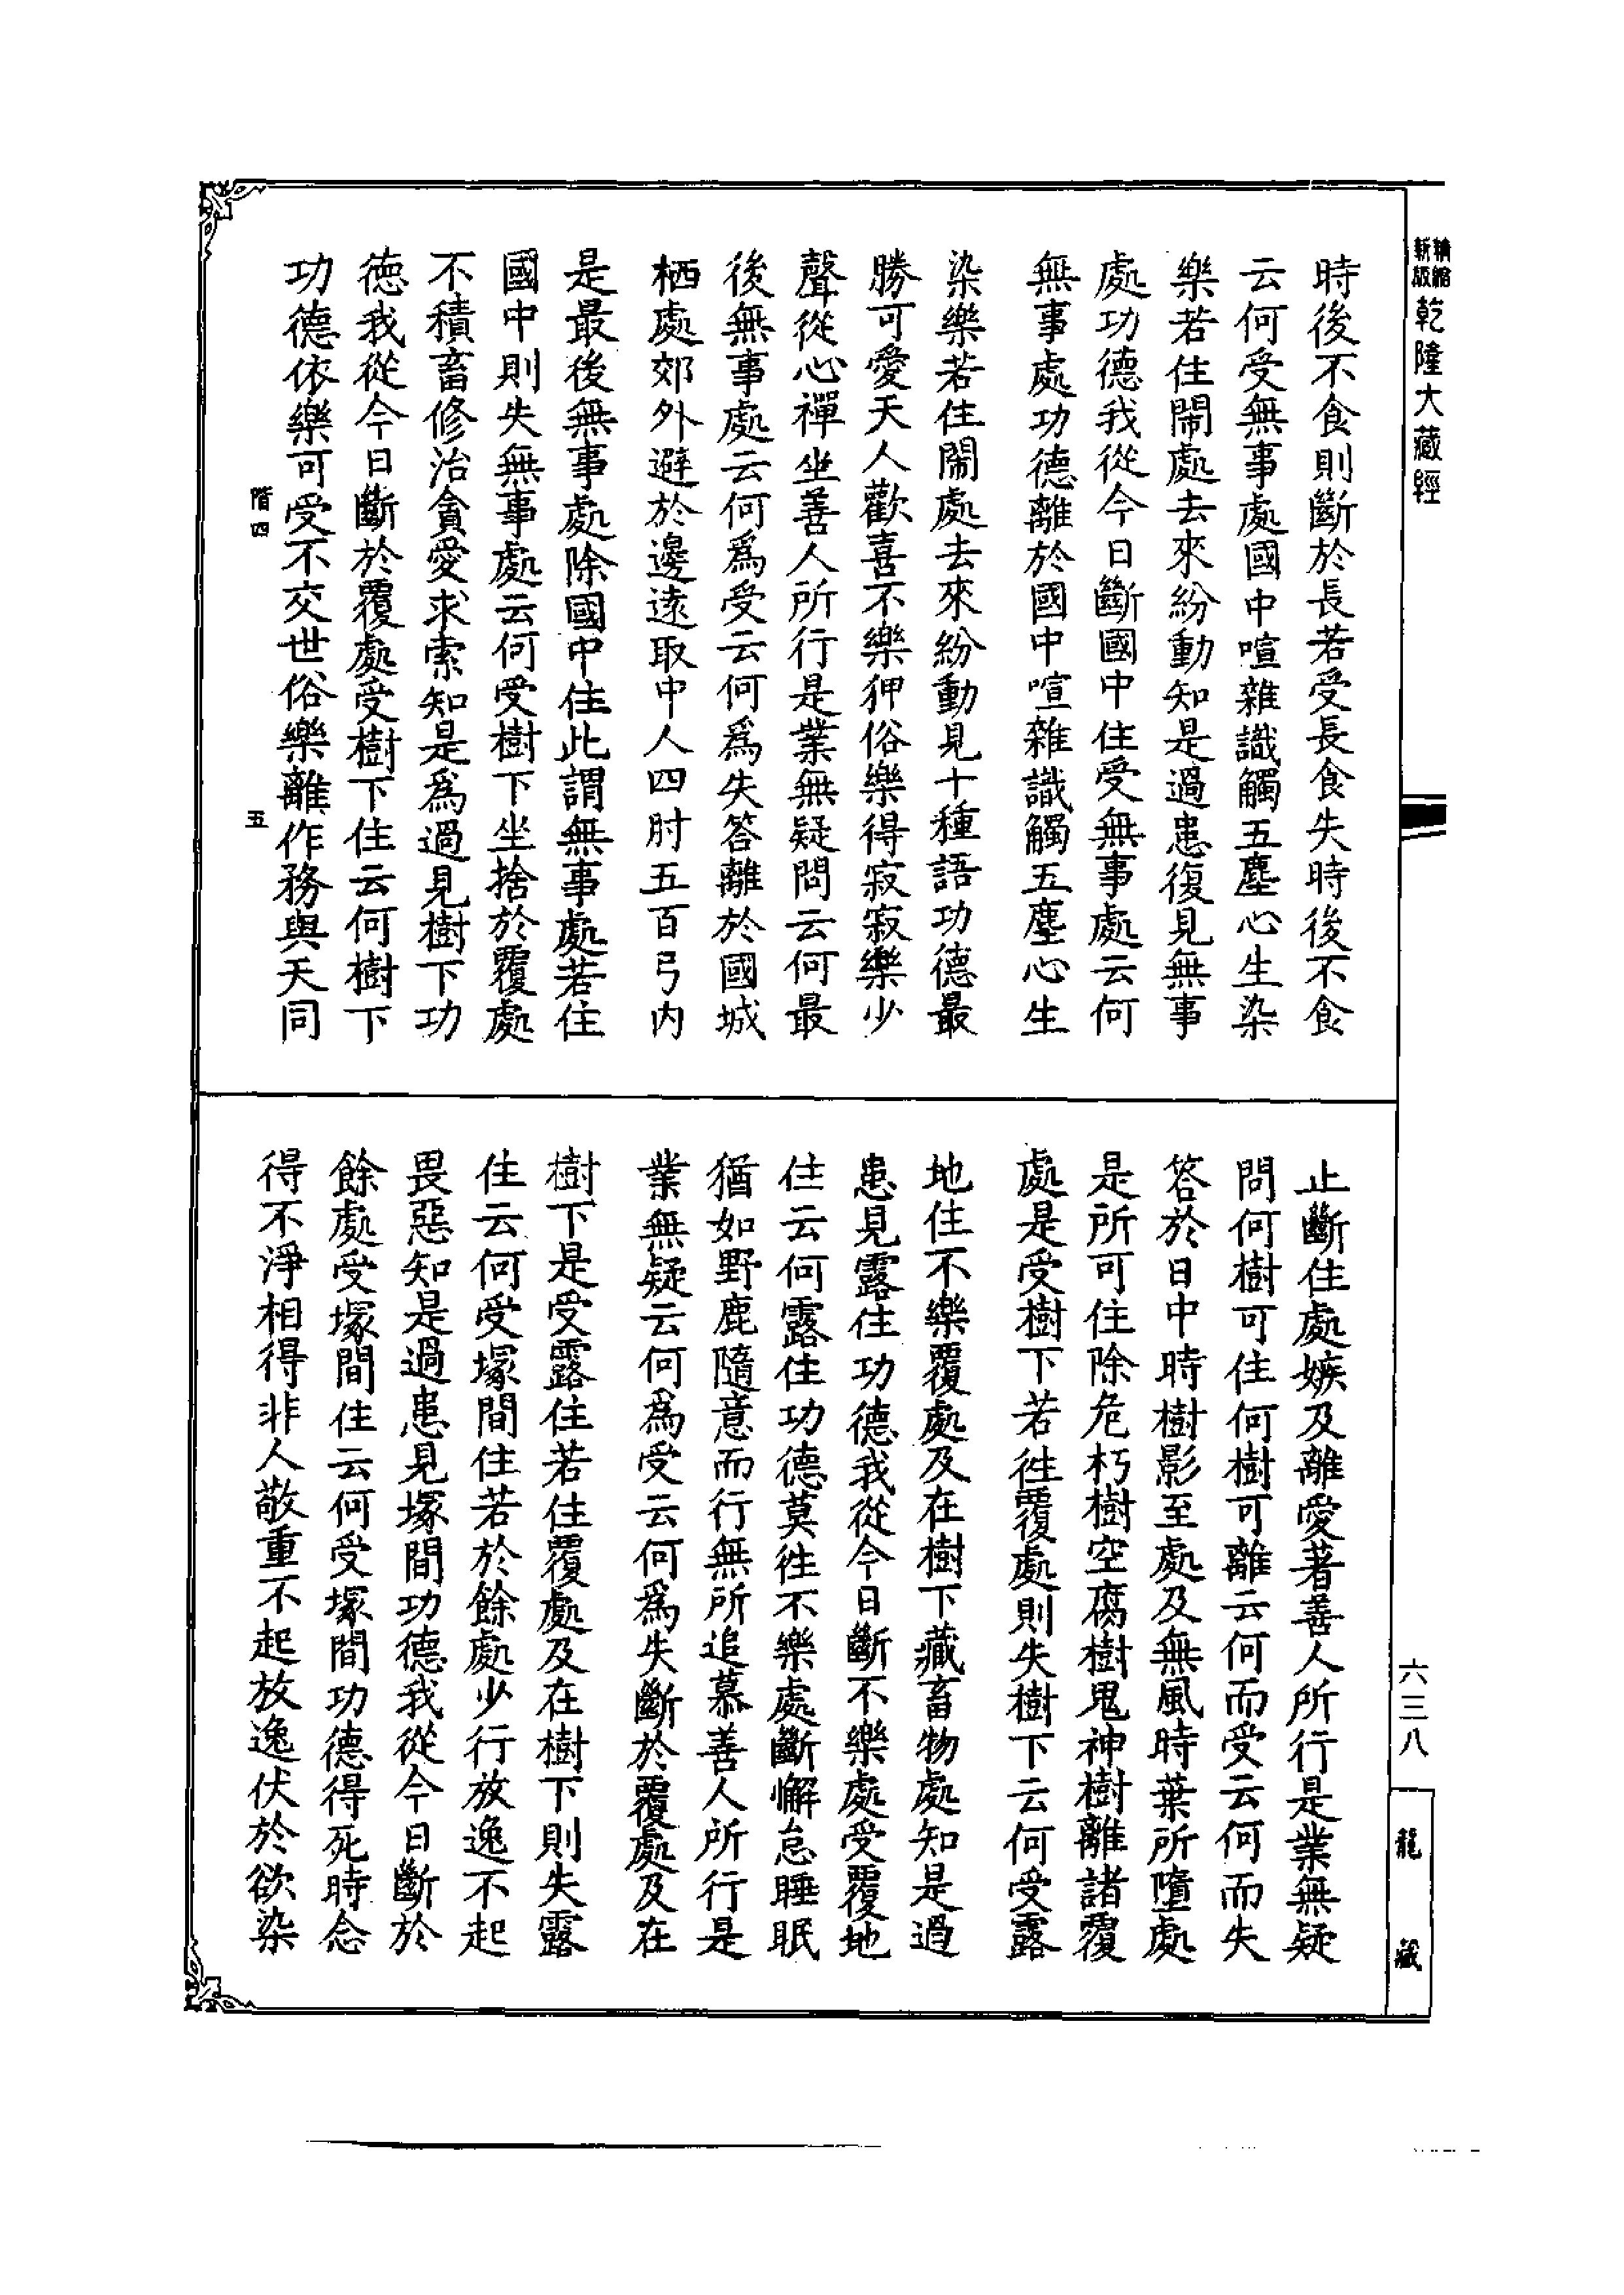 精縮新版
乾隆大藏經
時後不食則斷於長若受長食失時後不食
云何受無事處國中喧雜識觸五塵心生染
樂若住鬧處去來紛動知是過患復見無事
處功德我從今日斷國中住受無事處云何
無事處功德離於國中喧雜識觸五塵心生
染樂若住鬧處去來紛動見十種語功德最
勝可愛天人歡喜不樂狎俗樂得寂寂樂少
聲從心禪坐善人所行是業無疑問云何最
後無事處云何爲受云何爲失答離於國城
栖處郊外避於邊遠取中人四肘五百弓內
是最後無事處除國中住此謂無事處若住
國中則失無事處云何受樹下坐捨於覆處
不積畜修治貪愛求索知是爲過見樹下功
德我從今日斷於覆處受樹下住云何樹下
功德依樂可受不交世俗樂離作務與天同
階四
五
止斷住處嫉及離愛著善人所行是業無疑
問何樹可住何樹可離云何而受云何而失
答於日中時樹影至處及無風時葉所墮處
是所可住除危朽樹空腐樹鬼神樹離諸覆
處是受樹下若往覆處則失樹下云何受露
地住不樂覆處及在樹下藏畜物處知是過
患見露住功德我從今日斷不樂處受覆地
住云何露住功德莫往不樂處斷懈怠睡眠
猶如野鹿隨意而行無所追慕善人所行是
業無疑云何爲受云何爲失斷於覆處及在
樹下是受露住若住覆處及在樹下則失露
住云何受塚間住若於餘處少行放逸不起
畏惡知是過患見塚間功德我從今日斷於
餘處受塚間住云何受塚間功德得死時念
得不淨相得非人敬重不起放逸伏於欲染
六三八
龍藏